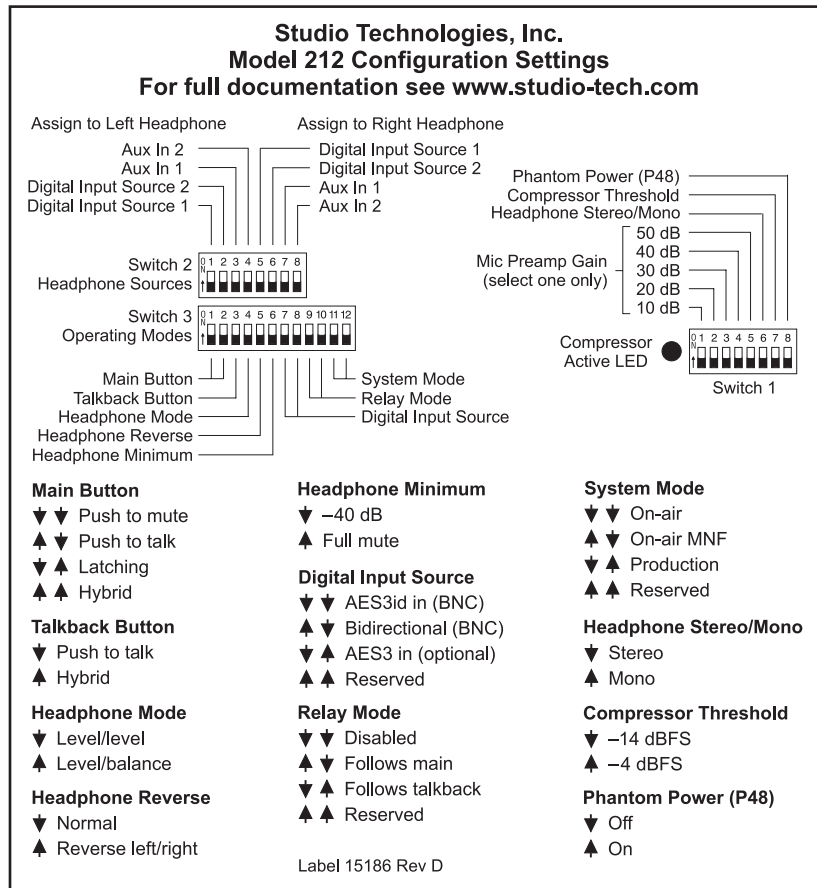 Studio Technologies, Inc.
Model 212 Configuration Settings
For full documentation see www.studio-tech.com
Assign to Left Headphone
Aux In 2
Aux In 1
Digital Input Source 2
Digital Input Source 1
Assign to Right Headphone
Digital Input Source 1
Digital Input Source 2
Aux In 1
Aux In 2
Switch 2
Headphone Sources
ON 1 2 3 4 5 6 7 8
Switch 3
Operating Modes
ON 1 2 3 4 5 6 7 8 9 10 11 12
Main Button
Talkback Button
Headphone Mode
Headphone Reverse
Headphone Minimum
System Mode
Relay Mode
Digital Input Source
Phantom Power (P48)
Compressor Threshold
Headphone Stereo/Mono
Mic Preamp Gain
(select one only)
50 dB
40 dB
30 dB
20 dB
10 dB
Compressor
Active LED
ON 1 2 3 4 5 6 7 8
Switch 1
Main Button
▼ ▼ Push to mute
▲ ▼ Push to talk
▼ ▲ Latching
▲ ▲ Hybrid
Talkback Button
▼ Push to talk
▲ Hybrid
Headphone Mode
▼ Level/level
▲ Level/balance
Headphone Reverse
▼ Normal
▲ Reverse left/right
Headphone Minimum
▼ –40 dB
▲ Full mute
Digital Input Source
▼ ▼ AES3id in (BNC)
▲ ▼ Bidirectional (BNC)
▼ ▲ AES3 in (optional)
▲ ▲ Reserved
Relay Mode
▼ ▼ Disabled
▲ ▼ Follows main
▼ ▲ Follows talkback
▲ ▲ Reserved
Label 15186 Rev D
System Mode
▼ ▼ On-air
▲ ▼ On-air MNF
▼ ▲ Production
▲ ▲ Reserved
Headphone Stereo/Mono
▼ Stereo
▲ Mono
Compressor Threshold
▼ –14 dBFS
▲ –4 dBFS
Phantom Power (P48)
▼ Off
▲ On